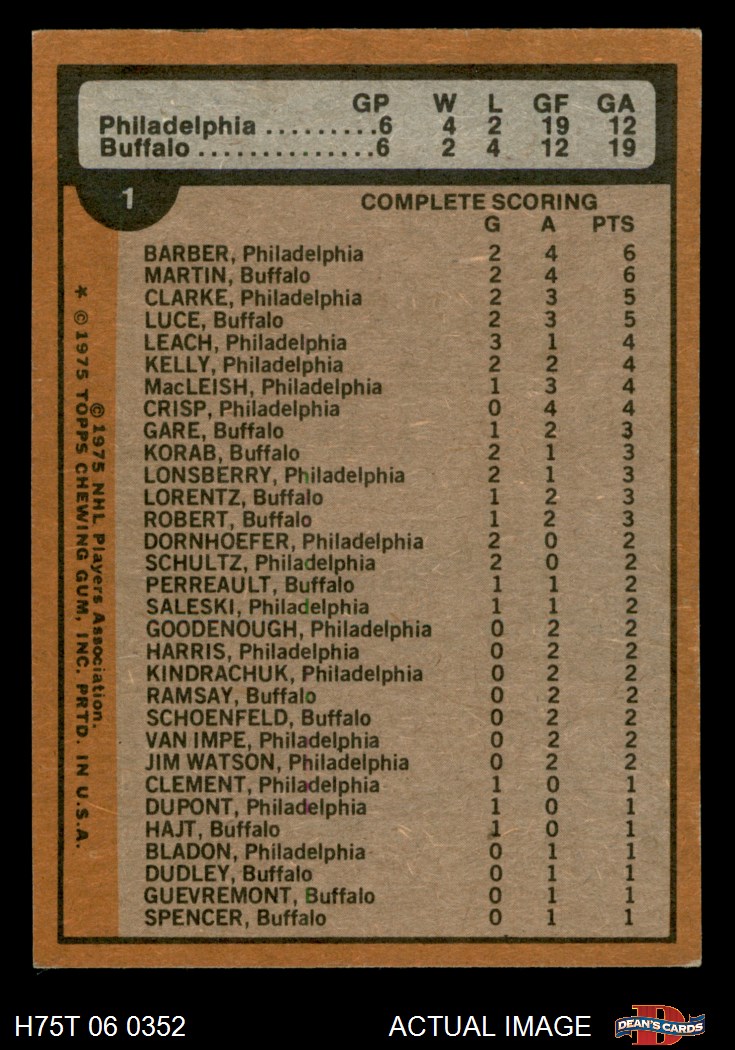 GP W L GF GA
Philadelphia .........6 4 2 19 12
Buffalo ..............6 2 4 12 19
1
COMPLETE SCORING
G A PTS
BARBER, Philadelphia 2 4 6
MARTIN, Buffalo 2 4 6
CLARKE, Philadelphia 2 3 5
LUCE, Buffalo 2 3 5
LEACH, Philadelphia 3 1 4
KELLY, Philadelphia 2 2 4
MacLEISH, Philadelphia 1 3 4
CRISP, Philadelphia 0 4 4
GARE, Buffalo 1 2 3
KORAB, Buffalo 2 1 3
LONSBERRY, Philadelphia 2 1 3
LORENTZ, Buffalo 1 2 3
ROBERT, Buffalo 1 2 3
DORNHOEFER, Philadelphia 2 0 2
SCHULTZ, Philadelphia 2 0 2
PERREAULT, Buffalo 1 1 2
SALESKI, Philadelphia 1 1 2
GOODENOUGH, Philadelphia 0 2 2
HARRIS, Philadelphia 0 2 2
KINDRACHUK, Philadelphia 0 2 2
RAMSAY, Buffalo 0 2 2
SCHOENFELD, Buffalo 0 2 2
VAN IMPE, Philadelphia 0 2 2
JIM WATSON, Philadelphia 0 2 2
CLEMENT, Philadelphia 1 0 1
DUPONT, Philadelphia 1 0 1
HAJT, Buffalo 1 0 1
BLADON, Philadelphia 0 1 1
DUDLEY, Buffalo 0 1 1
GUEVREMONT, Buffalo 0 1 1
SPENCER, Buffalo 0 1 1
© 1975 NHL Players Association.
* © 1975 TOPPS CHEWING GUM, INC. PRTD. IN U.S.A.
H75T 06 0352 ACTUAL IMAGE
D
DEAN'S CARDS